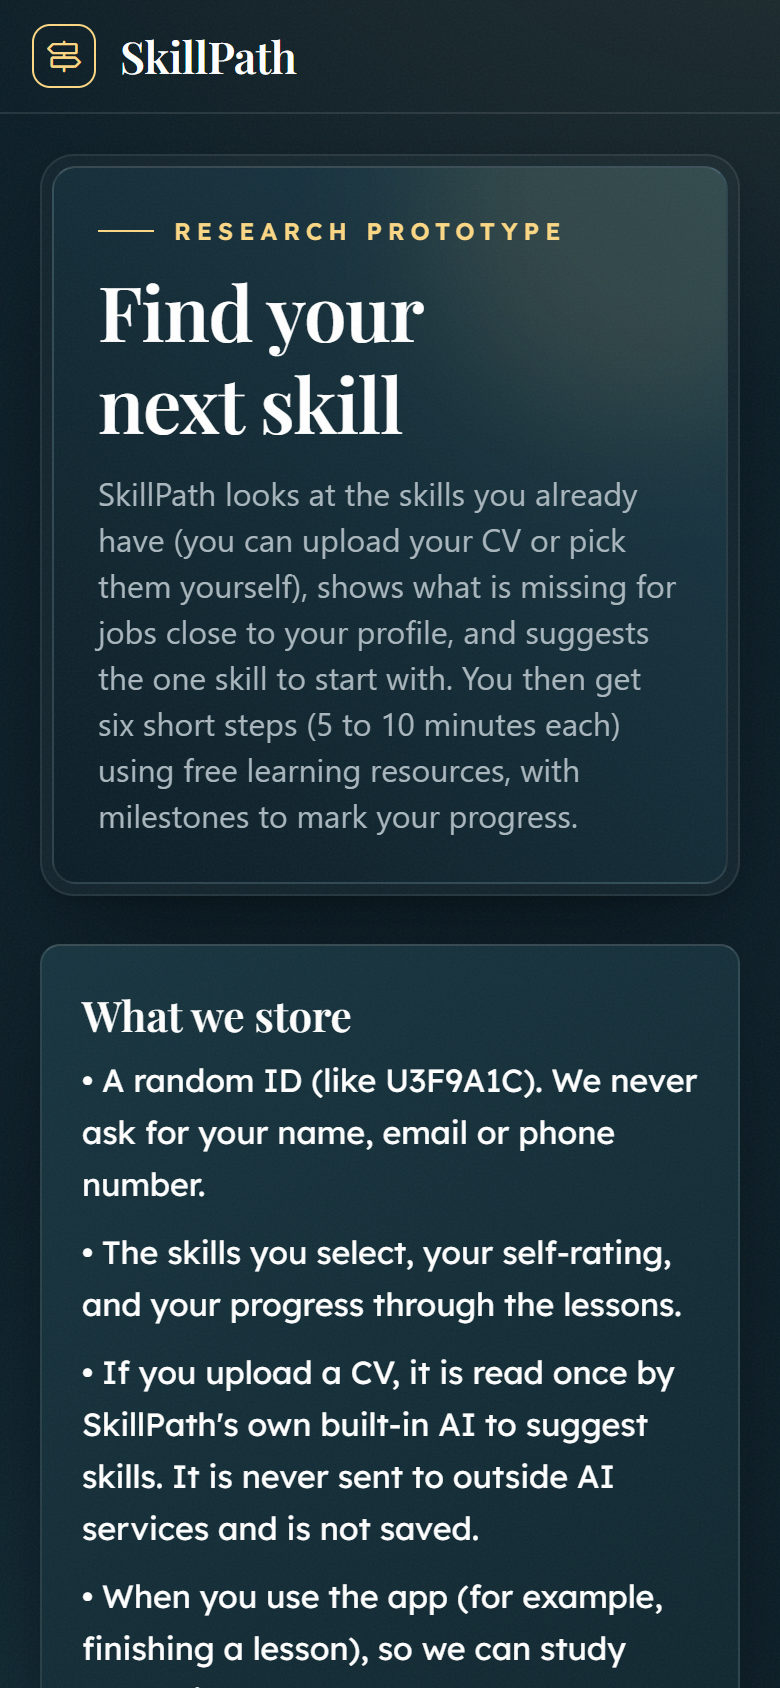 SkillPath
RESEARCH PROTOTYPE
Find your
next skill
SkillPath looks at the skills you already
have (you can upload your CV or pick
them yourself), shows what is missing for
jobs close to your profile, and suggests
the one skill to start with. You then get
six short steps (5 to 10 minutes each)
using free learning resources, with
milestones to mark your progress.
What we store
• A random ID (like U3F9A1C). We never
ask for your name, email or phone
number.
• The skills you select, your self-rating,
and your progress through the lessons.
• If you upload a CV, it is read once by
SkillPath's own built-in AI to suggest
skills. It is never sent to outside AI
services and is not saved.
• When you use the app (for example,
finishing a lesson), so we can study